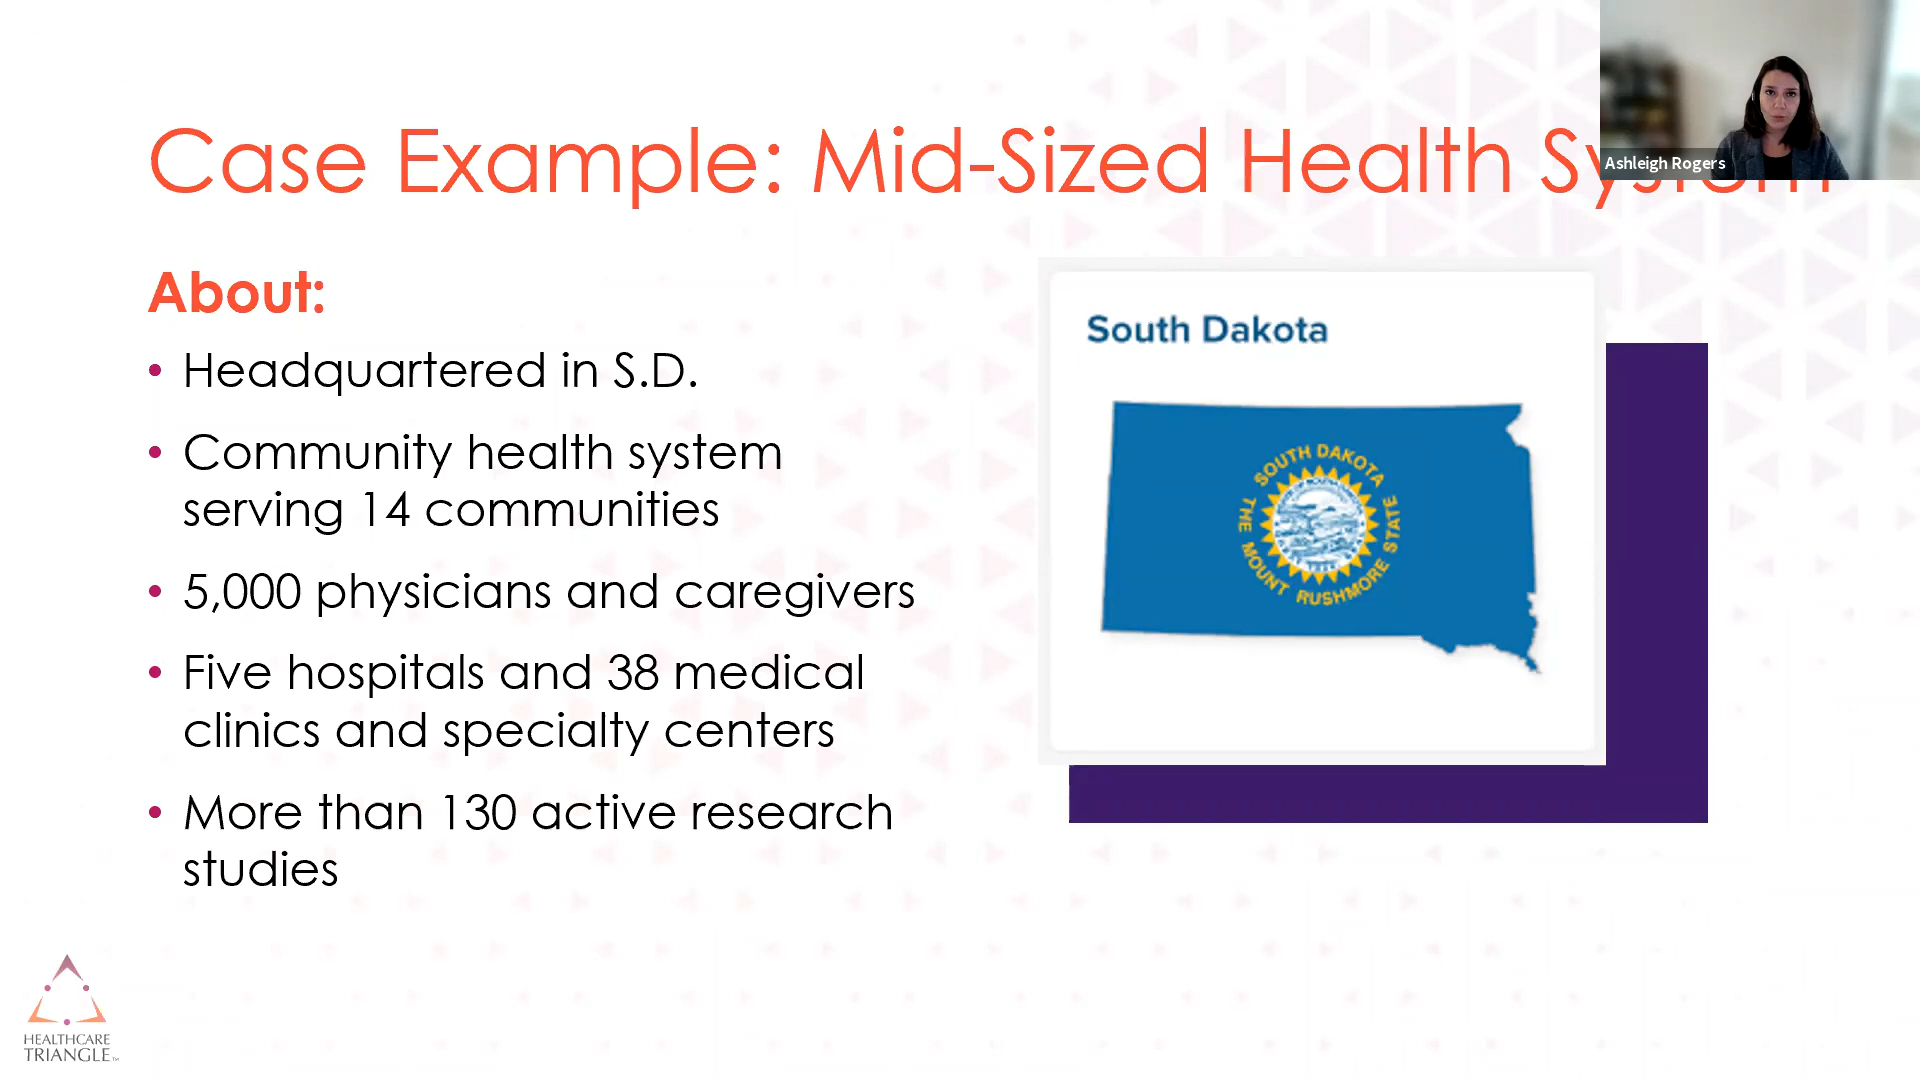 Case Example: Mid-Sized Health System
Ashleigh Rogers
About:
• Headquartered in S.D.
• Community health system
serving 14 communities
• 5,000 physicians and caregivers
• Five hospitals and 38 medical
clinics and specialty centers
• More than 130 active research
studies
South Dakota
SOUTH DAKOTA
THE MOUNT RUSHMORE STATE
HEALTHCARE
TRIANGLE™